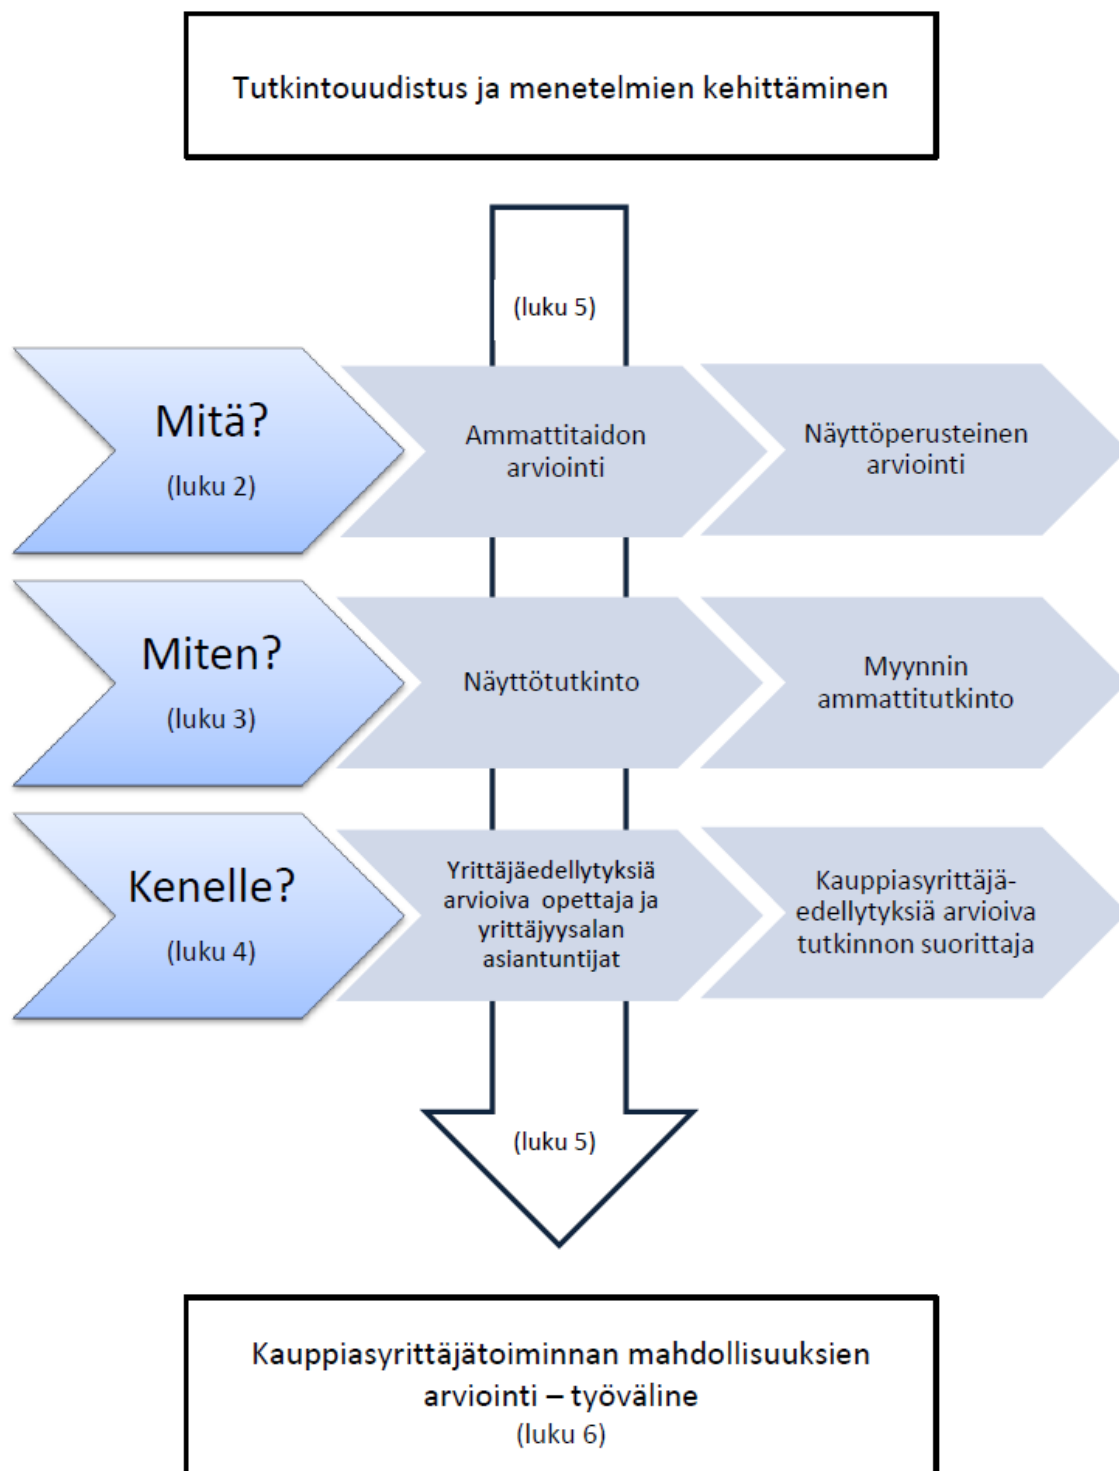 Tutkintouudistus ja menetelmien kehittäminen
(luku 5)
Mitä?
(luku 2)
Ammattitaidon
arviointi
Näyttöperusteinen
arviointi
Miten?
(luku 3)
Näyttötutkinto
Myynnin
ammattitutkinto
Kenelle?
(luku 4)
Yrittäjäedellytyksiä
arvioiva opettaja ja
yrittäjyysalan
asiantuntijat
Kauppiasyrittäjä-
edellytyksiä arvioiva
tutkinnon suorittaja
(luku 5)
Kauppiasyrittäjätoiminnan mahdollisuuksien
arviointi – työväline
(luku 6)